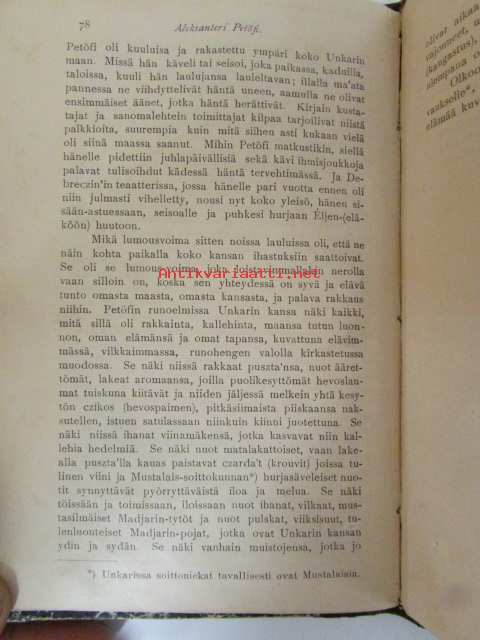 78
Aleksanteri Petöfi.
Petöfi oli kuuluisa ja rakastettu ympäri koko Unkarin
maan. Missä hän käveli tai seisoi, joka paikassa, kaduilla,
taloissa, kuuli hän laulujansa lauleltavan; illalla ma'ata
pannessa ne viihdyttelivät häntä uneen, aamulla ne olivat
ensimmäiset äänet, jotka häntä herättivät. Kirjain kusta-
tajat ja sanomalehtein toimittajat kilpaa tarjoilivat niistä
palkkioita, suurempia kuin mitä siihen asti kukaan vielä
oli siinä maassa saanut. Mihin Petöfi matkustikin, siellä
hänelle pidettiin juhlapäivällisiä sekä kävi ihmisjoukkoja
palavat tulisoihdut kädessä häntä tervehtimässä. Ja De-
breczin'in teaatterissa, jossa hänelle pari vuotta ennen oli
niin julmasti vihelletty, nousi nyt koko yleisö, hänen si-
sään-astuessaan, seisoalle ja puhkesi hurjaan Éljen-(elä-
köön) huutoon.
Mikä lumousvoima sitten noissa lauluissa oli, että ne
näin kohta paikalla koko kansan ihastuksiin saattoivat.
Se oli se lumousvoima, joka loistavimmallakin nerolla
vaan silloin on, koska sen yhteydessä on syvä ja elävä
tunto omasta maasta, omasta kansasta, ja palava rakkaus
niihin. Petöfin runoelmissa Unkarin kansa näki kaikki,
mitä sillä oli rakkainta, kallehinta, maansa tutun luon-
non, oman elämänsä ja omat tapansa, kuvattuna elävim-
mässä, vilkkaimmassa, runohengen valolla kirkastetussa
muodossa. Se näki niissä rakkaat puszta'nsa, nuot ääret-
tömät, lakeat aromaansa, joilla puolikesyttömät hevoslau-
mat tuiskuna kiitävät ja niiden jäljessä melkein yhtä kesy-
tön czikos (hevospaimen), pitkäsiimaista piiskaansa nak-
sutellen, istuen satulassaan niinkuin kiinni juotettuna. Se
näki niissä ihanat viinamäkensä, jotka kasvavat niin kal-
lehia hedelmiä. Se näki nuot matalakattoiset, vaan lake-
alla puszta'lla kauas paistavat czarda't (krouvit) joissa tu-
linen viini ja Mustalais-soittokunnan*) hurjasäveleiset nuo-
tit synnyttävät pyörryttäväistä iloa ja melua. Se näki
töissään ja toimissaan, iloissaan nuot ihanat, vilkaat, mus-
tasilmäiset Madjarin-tytöt ja nuot pulskat, viiksisuut, tu-
lenluonteiset Madjarin-pojat, jotka ovat Unkarin kansan
ydin ja sydän. Se näki vanhain muistojensa, jotka jo
*) Unkarissa soittoniekat tavallisesti ovat Mustalaisia.
Antikvariaatti.net
olivat aikaa
vajonneet, u
(kangastus),
alempana o
Olkoo
vauksolle*,
elämää kuv